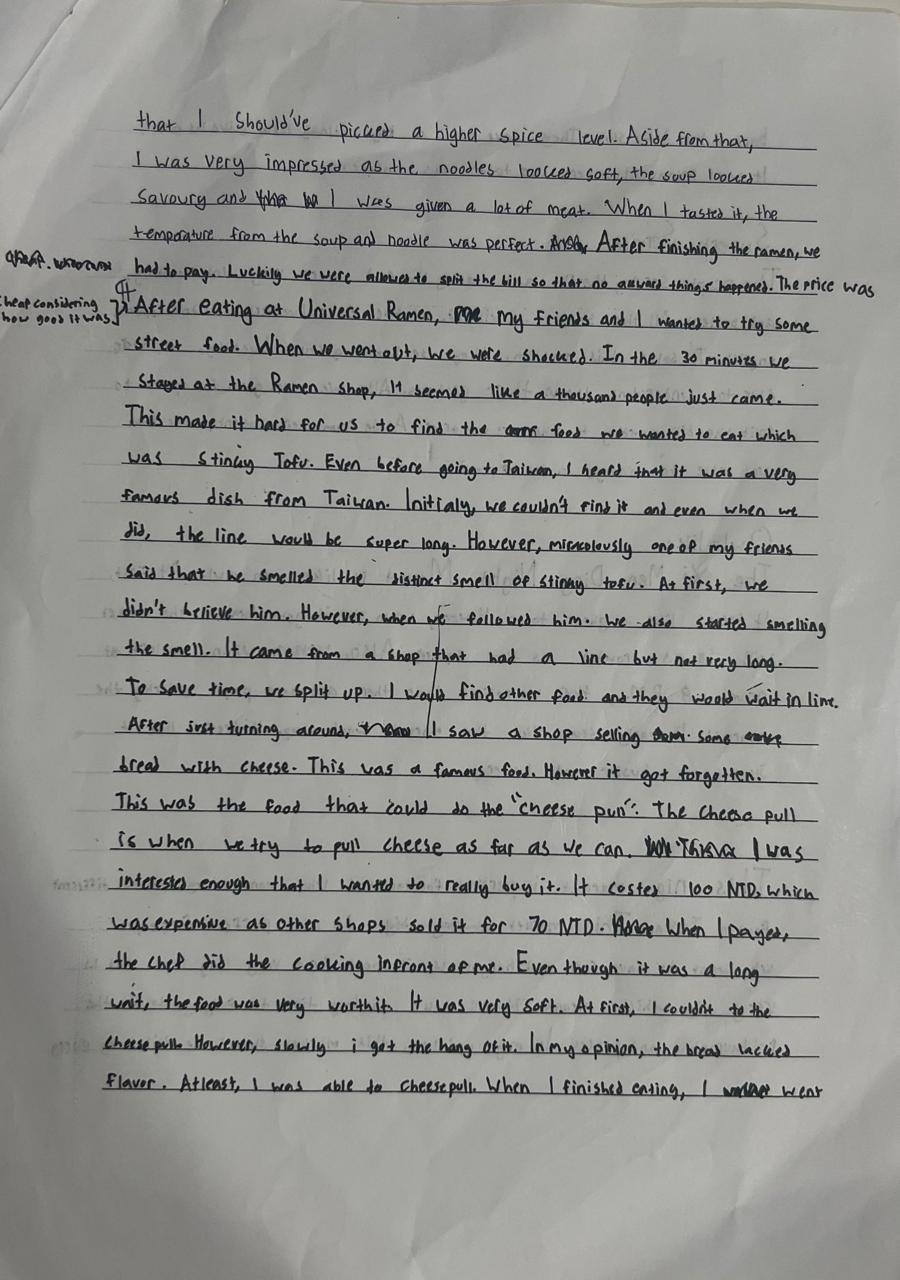 that I should've picked a higher spice level. Aside from that,
I was very impressed as the noodles looked soft, the soup looked
savoury and I was given a lot of meat. When I tasted it, the
temperature from the soup and noodle was perfect. After finishing the ramen, we
had to pay. Luckily we were allowed to split the bill so that no awward things happened. The price was
cheap considering
how good it was.
After eating at Universal Ramen, my friends and I wanted to try some
street food. When we went out, we were shocked. In the 30 minutes we
stayed at the Ramen shop, it seemed like a thousand people just came.
This made it hard for us to find the food we wanted to eat which
was Stinky Tofu. Even before going to Taiwan, I heard that it was a very
famous dish from Taiwan. Initialy, we couldn't find it and even when we
did, the line would be super long. However, miracolously one of my friends
said that he smelled the distinct smell of stinky tofu. At first, we
didn't believe him. However, when we followed him. We also started smelling
the smell. It came from a shop that had a line but not very long.
To save time, we split up. I would find other food and they would wait in line.
After just turning around, I saw a shop selling some
bread with cheese. This was a famous food. However it got forgotten.
This was the food that could do the "cheese pull". The cheese pull
is when we try to pull cheese as far as we can. I was
interested enough that I wanted to really buy it. It costed 100 NTD, which
was expensive as other shops sold it for 70 NTD. When I payed,
the chef did the cooking infront of me. Even though it was a long
wait, the food was very worth it. It was very soft. At first, I couldn't to the
cheese pull. However, slowly i got the hang of it. In my opinion, the bread lacked
flavor. Atleast, I was able to cheese pull. When I finished eating, I went